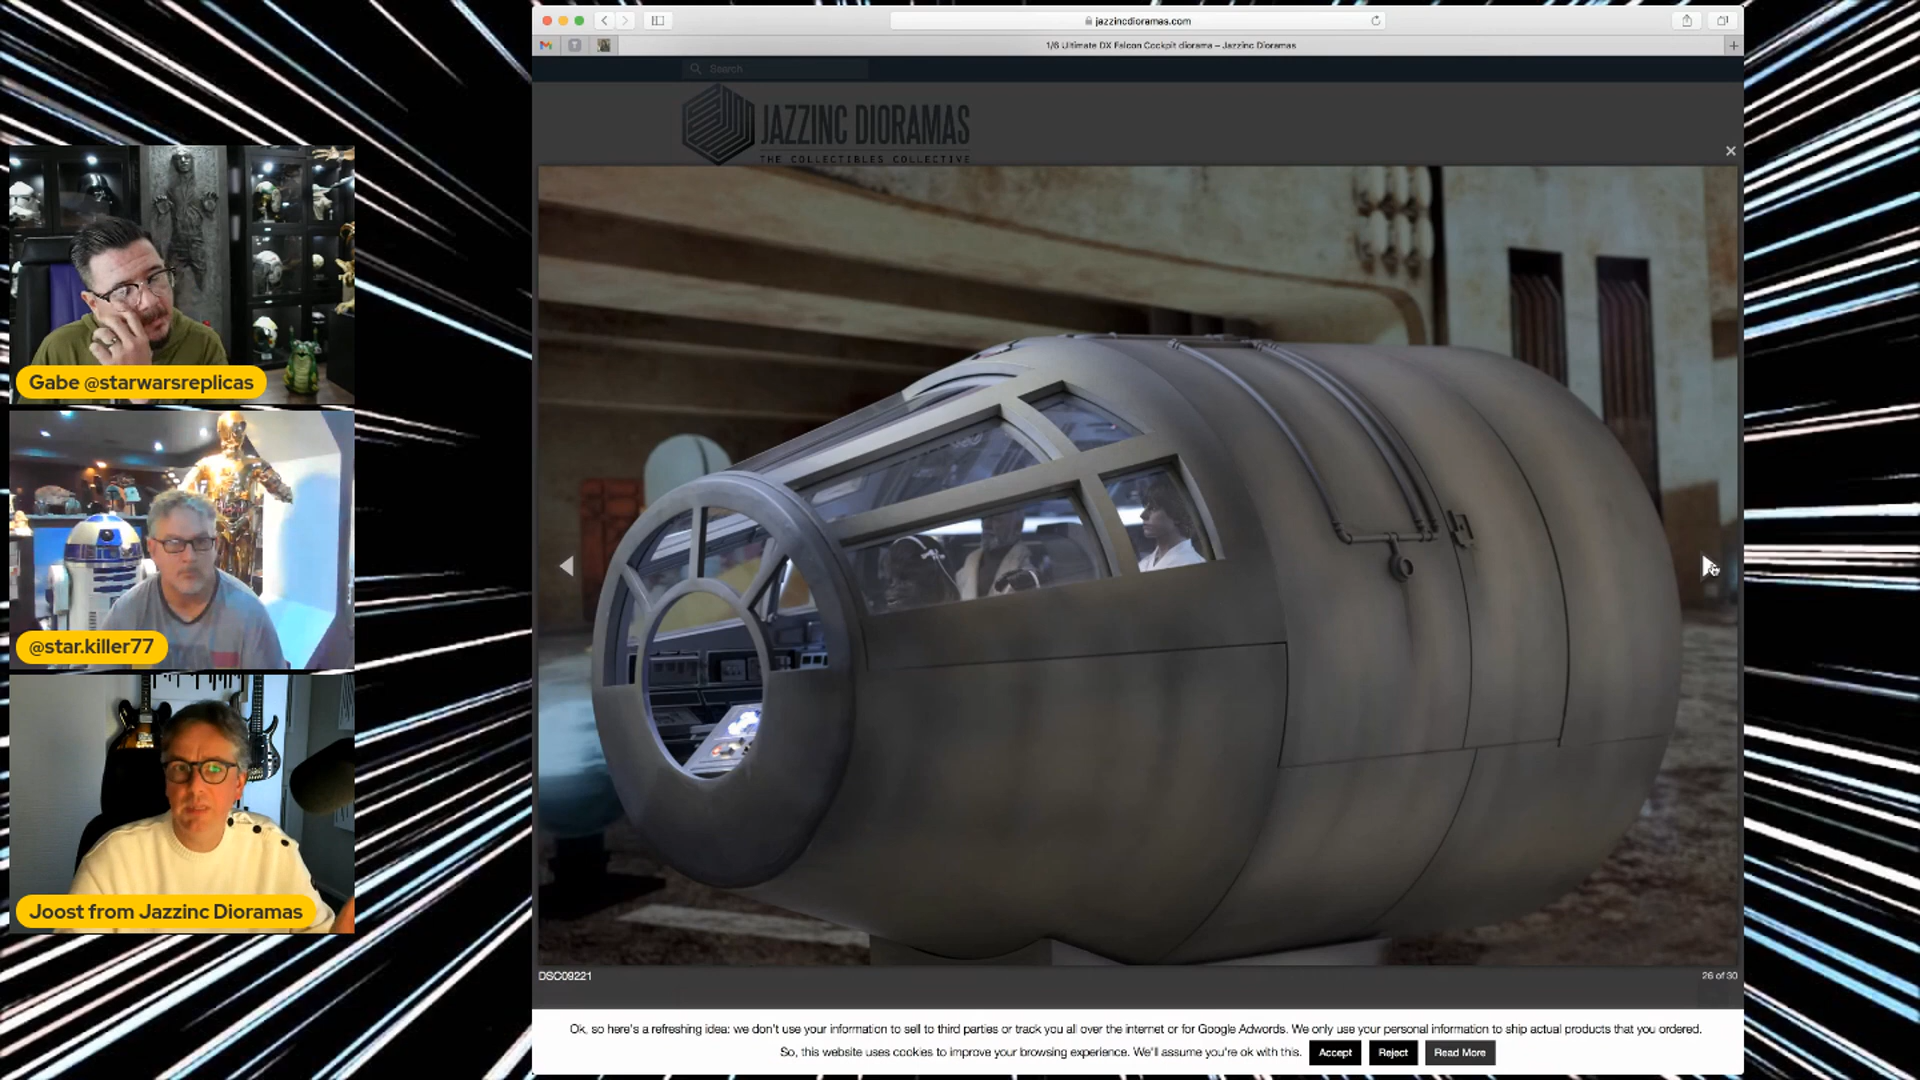 jazzincdioramas.com
1/6 Ultimate DX Falcon Cockpit diorama – Jazzinc Dioramas
Search
JAZZINC DIORAMAS
THE COLLECTIBLES COLLECTIVE
Gabe @starwarsreplicas
@star.killer77
Joost from Jazzinc Dioramas
DSC09221
26 of 30
Ok, so here's a refreshing idea: we don't use your information to sell to third parties or track you all over the internet or for Google Adwords. We only use your personal information to ship actual products that you ordered.
So, this website uses cookies to improve your browsing experience. We'll assume you're ok with this.
Accept
Reject
Read More